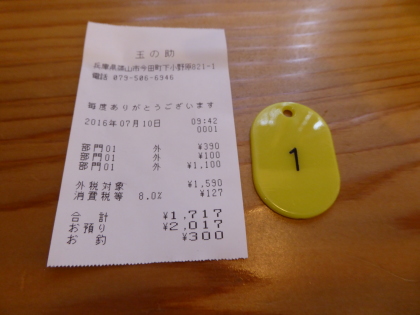 玉の助
兵庫県篠山市今田町下小野原821-1
電話 079-506-6946
毎度ありがとうございます
2016年07月10日 09:42
0001
部門01 外 ¥390
部門01 外 ¥100
部門01 外 ¥1,100
外税対象 ¥1,590
消費税等 8.0% ¥127
合 計 ¥1,717
お預り ¥2,017
お 釣 ¥300
1